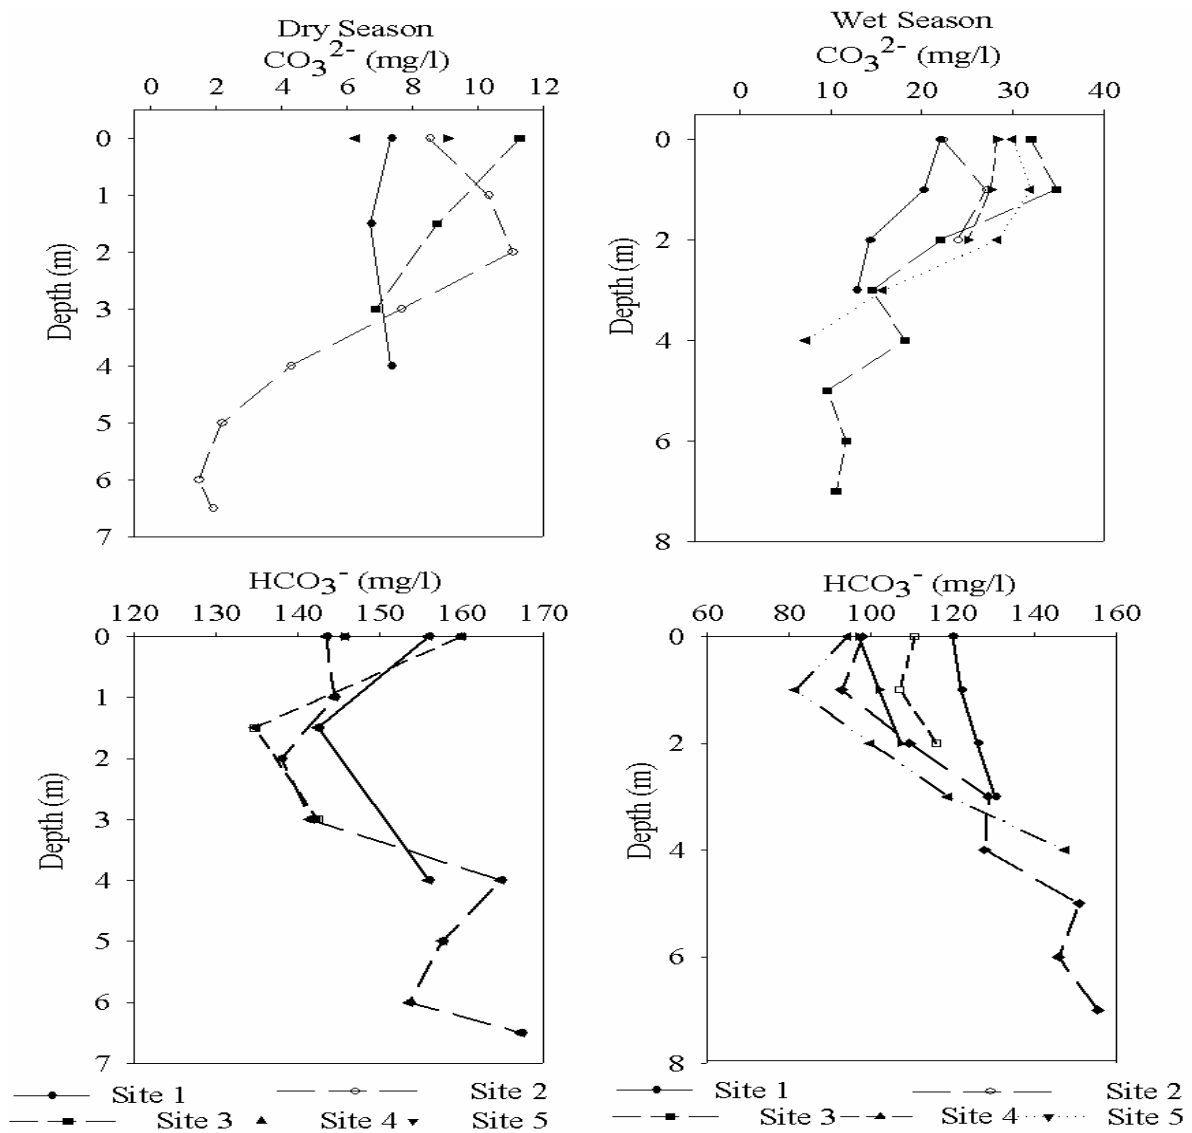 Dry Season
CO₃²⁻ (mg/l)
0 2 4 6 8 10 12
0
1
2
3
4
5
6
7
Depth (m)
Wet Season
CO₃²⁻ (mg/l)
0 10 20 30 40
0
2
4
6
8
Depth (m)
HCO₃⁻ (mg/l)
120 130 140 150 160 170
0
1
2
3
4
5
6
7
Depth (m)
HCO₃⁻ (mg/l)
60 80 100 120 140 160
0
2
4
6
8
Depth (m)
Site 1 Site 2
Site 3 Site 4 Site 5
Site 1 Site 2
Site 3 Site 4 Site 5